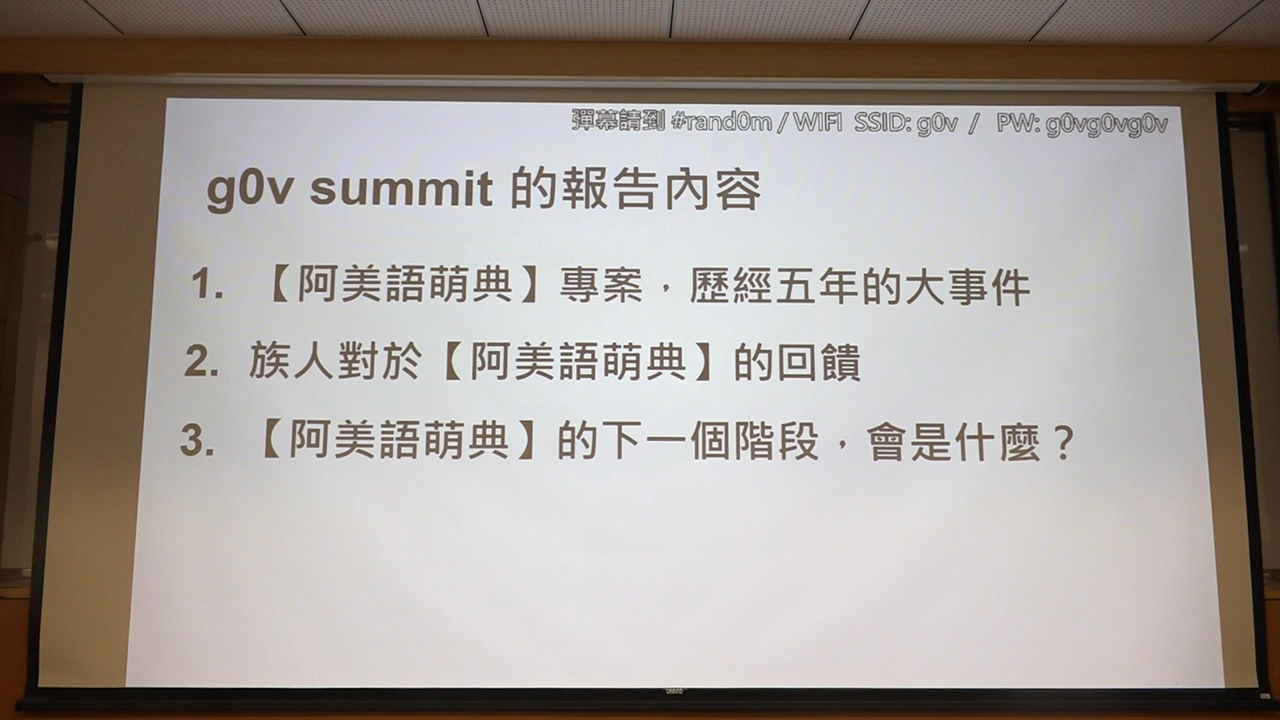 彈幕請到 #rand0m / WIFI SSID: g0v / PW: g0vg0vg0v
g0v summit 的報告內容
1. 【阿美語萌典】專案，歷經五年的大事件
2. 族人對於【阿美語萌典】的回饋
3. 【阿美語萌典】的下一個階段，會是什麼？